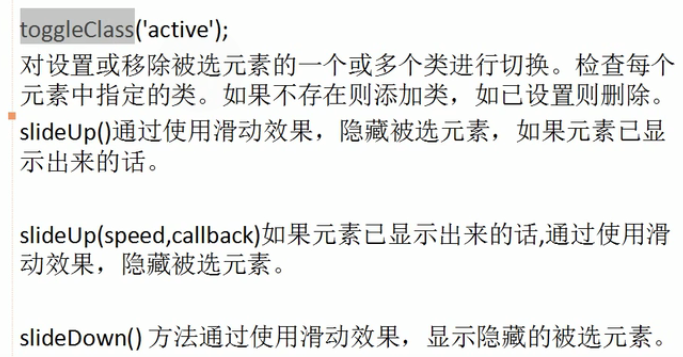 toggleClass('active');
对设置或移除被选元素的一个或多个类进行切换。检查每个
元素中指定的类。如果不存在则添加类，如已设置则删除。
slideUp()通过使用滑动效果，隐藏被选元素，如果元素已显
示出来的话。
slideUp(speed,callback)如果元素已显示出来的话,通过使用滑
动效果，隐藏被选元素。
slideDown() 方法通过使用滑动效果，显示隐藏的被选元素。